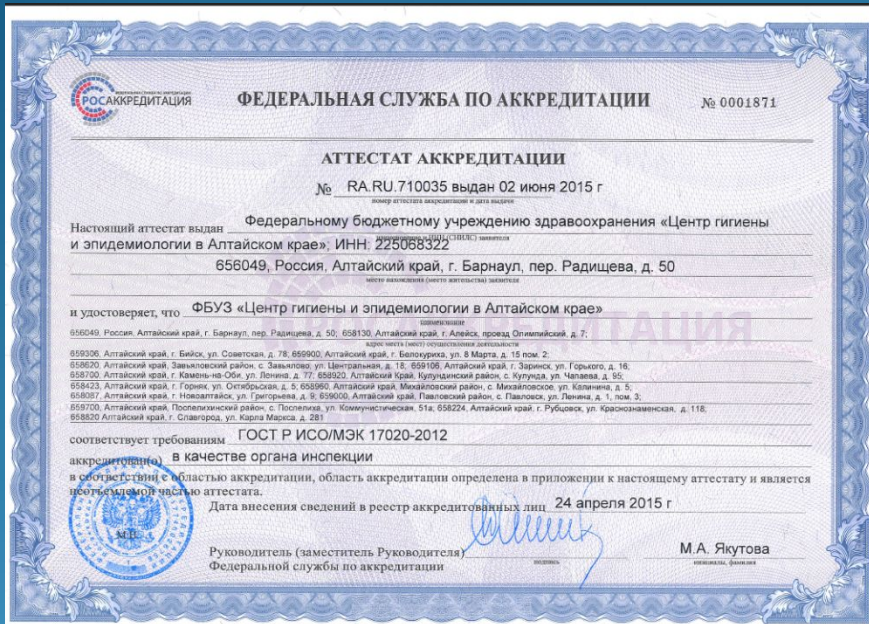 РОСАККРЕДИТАЦИЯ
ФЕДЕРАЛЬНАЯ СЛУЖБА ПО АККРЕДИТАЦИИ
№ 0001871
АТТЕСТАТ АККРЕДИТАЦИИ
№ RA.RU.710035 выдан 02 июня 2015 г
номер аттестата аккредитации и дата выдачи
Настоящий аттестат выдан Федеральному бюджетному учреждению здравоохранения «Центр гигиены
и эпидемиологии в Алтайском крае»; ИНН: 225068322
656049, Россия, Алтайский край, г. Барнаул, пер. Радищева, д. 50
место нахождения (место жительства) заявителя
и удостоверяет, что ФБУЗ «Центр гигиены и эпидемиологии в Алтайском крае»
наименование
656049, Россия, Алтайский край, г. Барнаул, пер. Радищева, д. 50; 658130, Алтайский край, г. Алейск, проезд Олимпийский, д. 7;
адрес места (мест) осуществления деятельности
659306, Алтайский край, г. Бийск, ул. Советская, д. 78; 659900, Алтайский край, г. Белокуриха, ул. 8 Марта, д. 15 пом. 2;
658620, Алтайский край, Завьяловский район, с. Завьялово, ул. Центральная, д. 18; 659106, Алтайский край, г. Заринск, ул. Горького, д. 16;
658700, Алтайский край, г. Камень-на-Оби, ул. Ленина, д. 77; 658920, Алтайский Край, Кулундинский район, с. Кулунда, ул. Чапаева, д. 95;
658423, Алтайский край, г. Горняк, ул. Октябрьская, д. 5; 658960, Алтайский край, Михайловский район, с. Михайловское, ул. Калинина, д. 5;
658087, Алтайский край, г. Новоалтайск, ул. Григорьева, д. 9; 659000, Алтайский край, Павловский район, с. Павловск, ул. Ленина, д. 1, пом. 3;
659700, Алтайский край, Поспелихинский район, с. Поспелиха, ул. Коммунистическая, 51а; 658224, Алтайский край, г. Рубцовск, ул. Краснознаменская, д. 118;
658820 Алтайский край, г. Славгород, ул. Карла Маркса, д. 281
соответствует требованиям ГОСТ Р ИСО/МЭК 17020-2012
аккредитован(о) в качестве органа инспекции
в соответствии с областью аккредитации, область аккредитации определена в приложении к настоящему аттестату и является
неотъемлемой частью аттестата.
Дата внесения сведений в реестр аккредитованных лиц 24 апреля 2015 г
М.П.
Руководитель (заместитель Руководителя)
Федеральной службы по аккредитации
М.А. Якутова
подпись
инициалы, фамилия